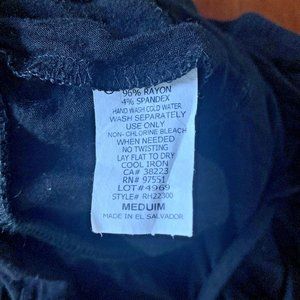 96% RAYON
4% SPANDEX
HAND WASH COLD WATER
WASH SEPARATELY
USE ONLY
NON-CHLORINE BLEACH
WHEN NEEDED
NO TWISTING
LAY FLAT TO DRY
COOL IRON
CA# 38223
RN# 97551
LOT#4969
STYLE# RH22300
MEDUIM
MADE IN EL SALVADOR